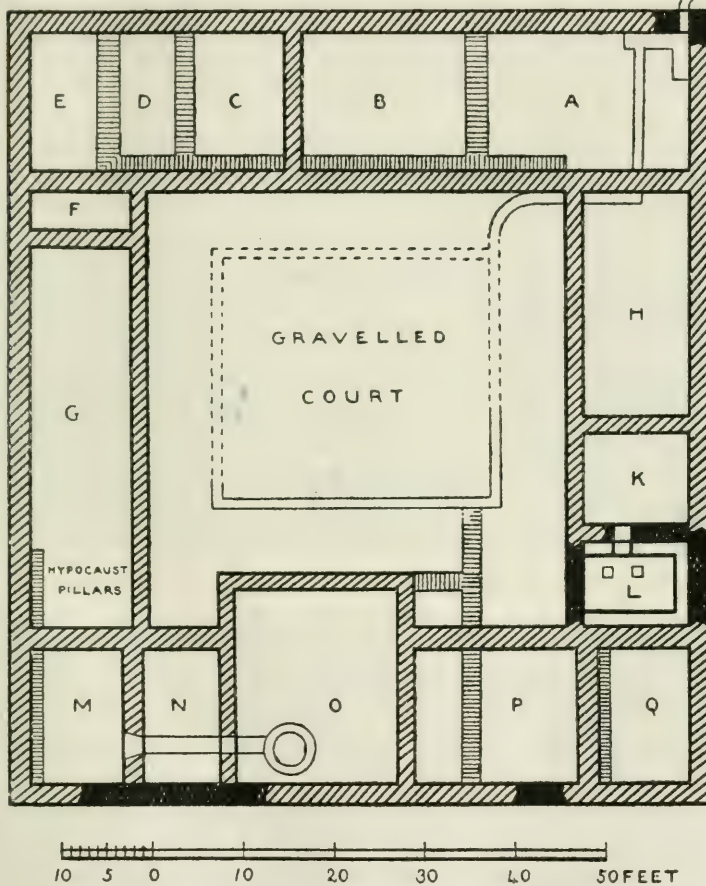 E D C B A
F
H
GRAVELLED
COURT
G
K
HYPOCAUST
PILLARS
L
M N O P Q
10 5 0 10 20 30 40 50 FEET